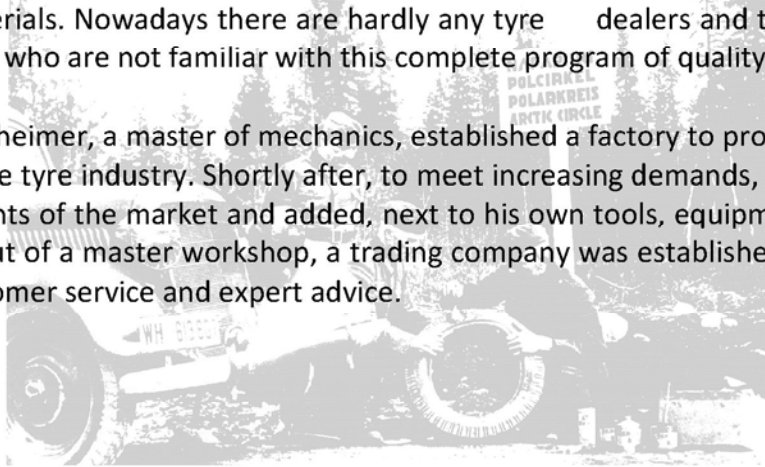 erials. Nowadays there are hardly any tyre dealers and t
who are not familiar with this complete program of quality
POLCIRKEL
POLARKREIS
ARCTIC CIRCLE
heimer, a master of mechanics, established a factory to pro
e tyre industry. Shortly after, to meet increasing demands,
nts of the market and added, next to his own tools, equipm
ut of a master workshop, a trading company was establishe
omer service and expert advice.
WH